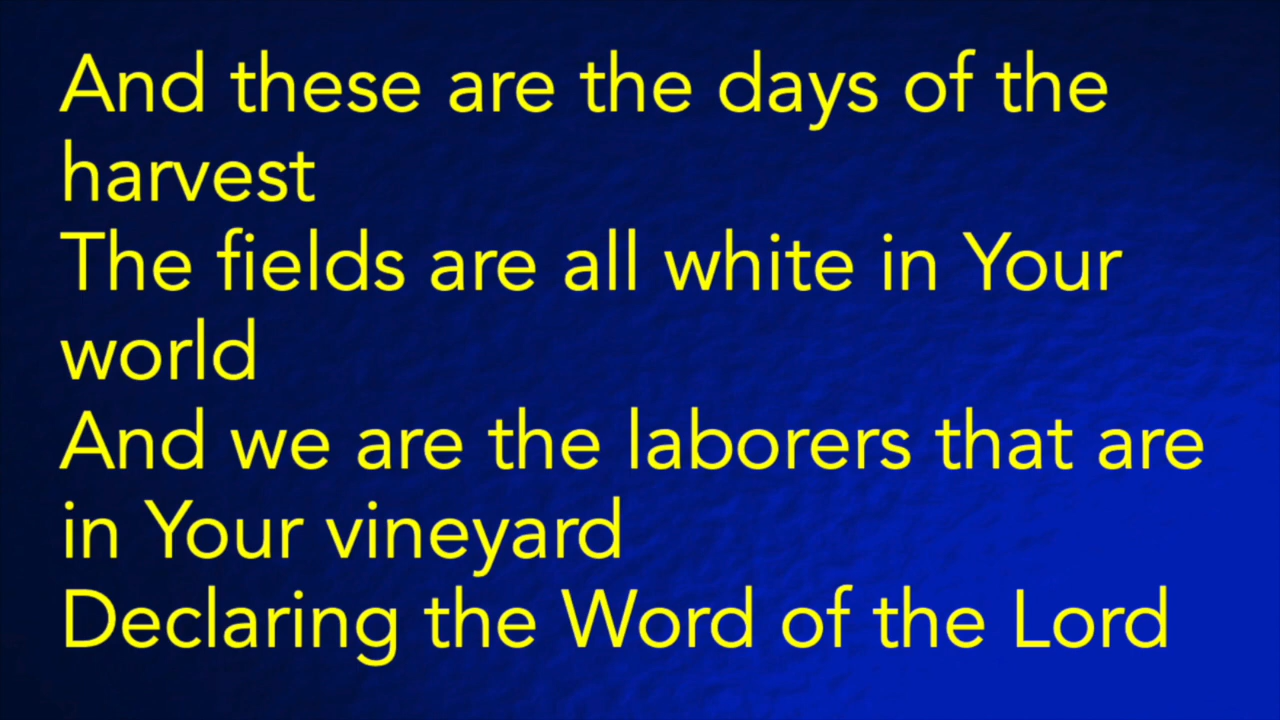 And these are the days of the
harvest
The fields are all white in Your
world
And we are the laborers that are
in Your vineyard
Declaring the Word of the Lord